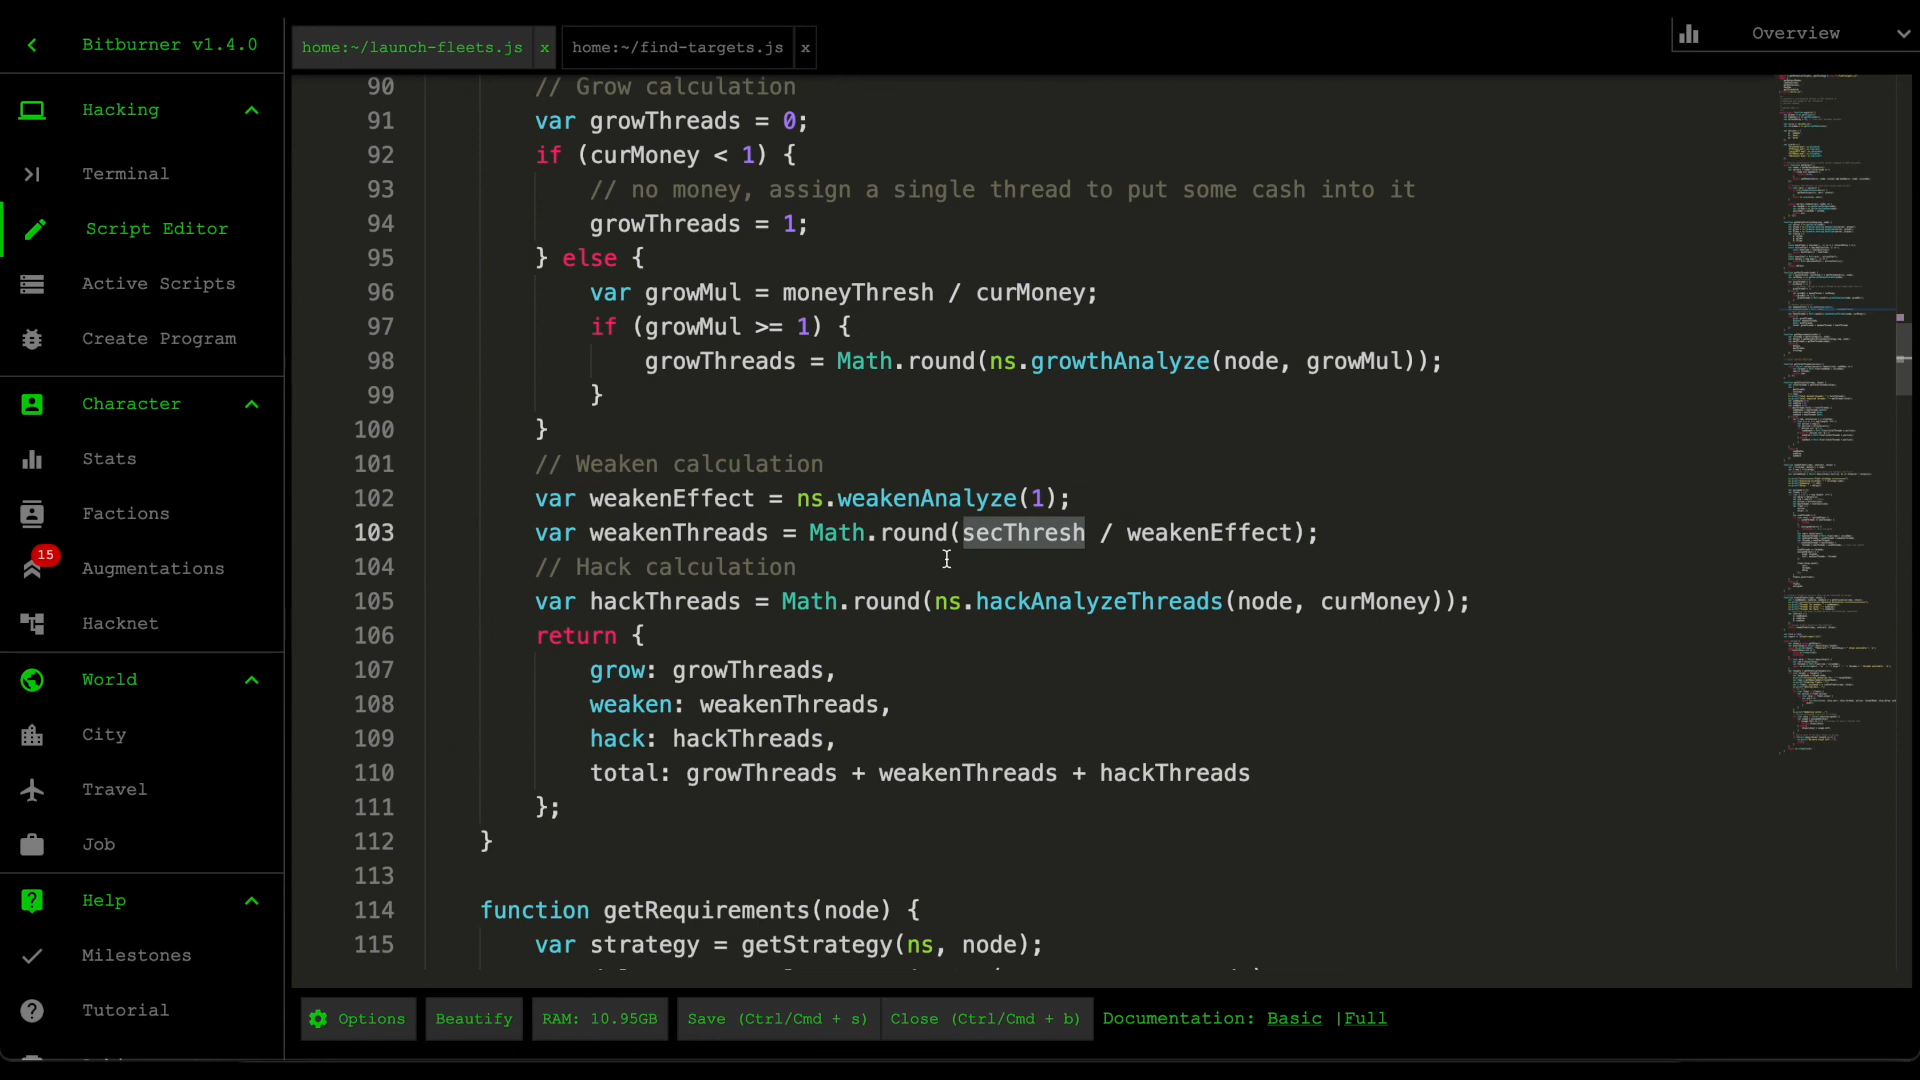 Bitburner v1.4.0
Hacking
Terminal
Script Editor
Active Scripts
Create Program
Character
Stats
Factions
15
Augmentations
Hacknet
World
City
Travel
Job
Help
Milestones
Tutorial
home:~/launch-fleets.js x
home:~/find-targets.js x
Overview
90 // Grow calculation
91 var growThreads = 0;
92 if (curMoney < 1) {
93 // no money, assign a single thread to put some cash into it
94 growThreads = 1;
95 } else {
96 var growMul = moneyThresh / curMoney;
97 if (growMul >= 1) {
98 growThreads = Math.round(ns.growthAnalyze(node, growMul));
99 }
100 }
101 // Weaken calculation
102 var weakenEffect = ns.weakenAnalyze(1);
103 var weakenThreads = Math.round(secThresh / weakenEffect);
104 // Hack calculation
105 var hackThreads = Math.round(ns.hackAnalyzeThreads(node, curMoney));
106 return {
107 grow: growThreads,
108 weaken: weakenThreads,
109 hack: hackThreads,
110 total: growThreads + weakenThreads + hackThreads
111 };
112 }
113
114 function getRequirements(node) {
115 var strategy = getStrategy(ns, node);
Options
Beautify
RAM: 10.95GB
Save (Ctrl/Cmd + s)
Close (Ctrl/Cmd + b)
Documentation: Basic |Full